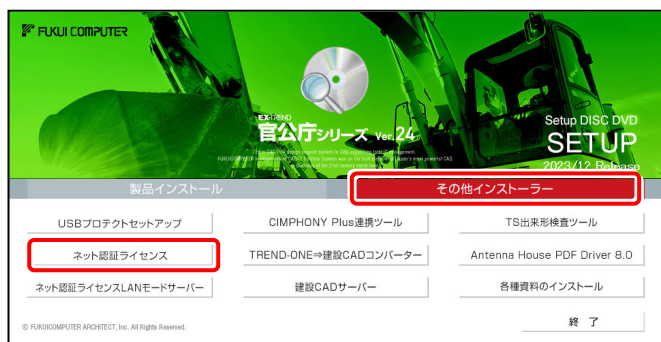 FUKUI COMPUTER
EX-TREND
官公庁シリーズ Ver.24
Setup DISC DVD
SETUP
2023/12 Release
製品インストール
その他インストーラー
USBプロテクトセットアップ
CIMPHONY Plus連携ツール
TS出来形検査ツール
ネット認証ライセンス
TREND-ONE⇒建設CADコンバーター
Antenna House PDF Driver 8.0
ネット認証ライセンスLANモードサーバー
建設CADサーバー
各種資料のインストール
© FUKUICOMPUTER ARCHITECT, Inc. All Rights Reserved.
終 了